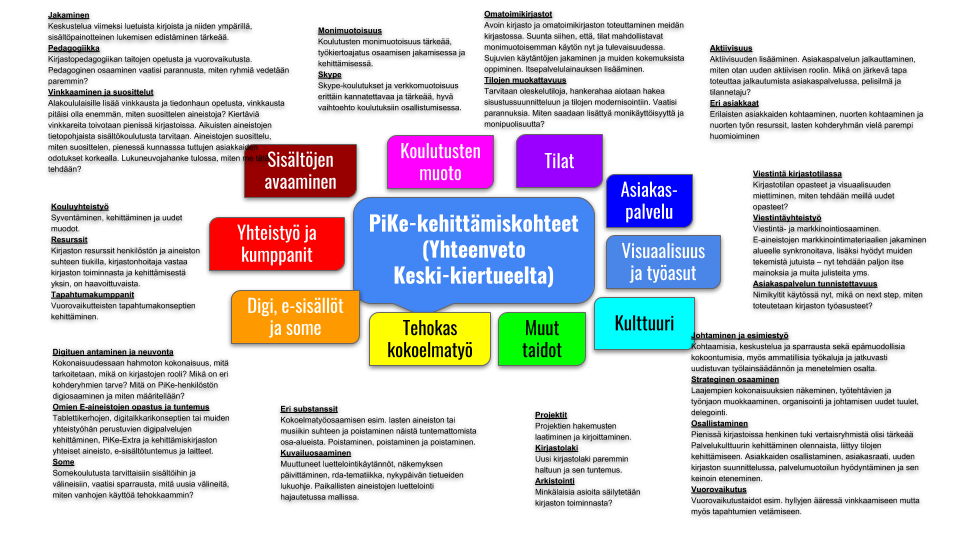 Jakaminen
Keskustelua viimeksi luetuista kirjoista ja niiden ympärillä,
sisältöpainotteinen lukemisen edistäminen tärkeää.
Pedagogiikka
Kirjastopedagogiikan taitojen opetusta ja vuorovaikutusta.
Pedagoginen osaaminen vaatisi parannusta, miten ryhmiä vedetään
paremmin?
Vinkkaaminen ja suosittelut
Alakoululaisille lisää vinkkausta ja tiedonhaun opetusta, vinkkausta
pitäisi olla enemmän, miten suosittelen aineistoja? Kiertäviä
vinkkareita toivotaan pienissä kirjastoissa. Aikuisten aineistojen
tietopohjaista sisältökoulutusta tarvitaan. Aineistojen suosittelu,
miten suosittelen, pienessä kunnasssa tuttujen asiakkaiden
odotukset korkealla. Lukuneuvojahanke tulossa, miten
tehdään?
Monimuotoisuus
Koulutusten monimuotoisuus tärkeää,
työkiertoajatus osaamisen jakamisessa ja
kehittämisessä.
Skype
Skype-koulutukset ja verkkomuotoisuus
erittäin kannatettavaa ja tärkeää, hyvä
vaihtoehto koulutuksiin osallistumisessa.
Omatoimikirjastot
Avoin kirjasto ja omatoimikirjaston toteuttaminen meidän
kirjastossa. Suunta siihen, että, tilat mahdollistavat
monimuotoisemman käytön nyt ja tulevaisuudessa.
Sujuvien käytäntöjen jakaminen ja muiden kokemuksista
oppiminen. Itsepalvelulainauksen lisääminen.
Tilojen muokattavuus
Tarvitaan oleskelutiloja, hankerahaa aiotaan hakea
sisustussuunnitteluun ja tilojen modernisointiin. Vaatisi
parannuksia. Miten saadaan lisättyä monikäyttöisyyttä ja
monipuolisuutta?
Aktiivisuus
Aktiivisuuden lisääminen. Asiakaspalvelun jalkauttaminen,
miten otan uuden aktiivisen roolin. Mikä on järkevä tapa
toteuttaa jalkautumista asiakaspalvelussa, pelisilmä ja
tilannetaju?
Eri asiakkaat
Erilaisten asiakkaiden kohtaaminen, nuorten kohtaaminen ja
nuorten työn resurssit, lasten kohderyhmän vielä parempi
huomioiminen
Sisältöjen
avaaminen
Koulutusten
muoto
Tilat
Asiakas-
palvelu
Yhteistyö ja
kumppanit
PiKe-kehittämiskohteet
(Yhteenveto
Keski-kiertueelta)
Visuaalisuus
ja työasut
Digi, e-sisällöt
ja some
Tehokas
kokoelmatyö
Muut
taidot
Kulttuuri
Kouluyhteistyö
Syventäminen, kehittäminen ja uudet
muodot.
Resurssit
Kirjaston resurssit henkilöstön ja aineiston
suhteen tiukilla, kirjastonhoitaja vastaa
kirjaston toiminnasta ja kehittämisestä
yksin, on haavoittuvaista.
Tapahtumakumppanit
Vuorovaikutteisten tapahtumakonseptien
kehittäminen.
Viestintä kirjastotilassa
Kirjastotilan opasteet ja visuaalisuuden
miettiminen, miten tehdään meillä uudet
opasteet?
Viestintäyhteistyö
Viestintä- ja markkinointiosaaminen.
E-aineistojen markkinointimateriaalien jakaminen
alueelle synkronoitava, lisäksi hyödyt muiden
tekemistä jutuista – nyt tehdään paljon itse
mainoksia ja muita julisteita yms.
Asiakaspalvelun tunnistettavuus
Nimikyltit käytössä nyt, mikä on next step, miten
toteutetaan kirjaston työasusteet?
Digituen antaminen ja neuvonta
Kokonaisuudessaan hahmoton kokonaisuus, mitä
tarkoitetaan, mikä on kirjastojen rooli? Mikä on eri
kohderyhmien tarve? Mitä on PiKe-henkilöstön
digiosaaminen ja miten määritellään?
Omien E-aineistojen opastus ja tuntemus
Tablettikerhojen, digitalkkarikonseptien tai muiden
yhteistyöhän perustuvien digipalvelujen
kehittäminen, PiKe-Extra ja kehittämiskirjaston
yhteiset aineisto, e-sisältötuntemus ja laitteet.
Some
Somekoulutusta tarvittaisiin sisältöihin ja
välineisiin, vaatisi sparrausta, mitä uusia välineitä,
miten vanhojen käyttöä tehokkaammin?
Eri substanssit
Kokoelmatyöosaamisen esim. lasten aineiston tai
musiikin suhteen ja poistaminen näistä tuntemattomista
osa-alueista. Poistaminen, poistaminen ja poistaminen.
Kuvailuosaaminen
Muuttuneet luettelointikäytännöt, näkemyksen
päivittäminen, rda-tematiikka, nykypäivän tietueiden
lukuohje. Paikallisten aineistojen luettelointi
hajautetussa mallissa.
Projektit
Projektien hakemusten
laatiminen ja kirjoittaminen.
Kirjastolaki
Uusi kirjastolaki paremmin
haltuun ja sen tuntemus.
Arkistointi
Minkälaisia asioita säilytetään
kirjaston toiminnasta?
Johtaminen ja esimiestyö
Kohtaamisia, keskustelua ja sparrausta sekä epämuodollisia
kokoontumisia, myös ammatillisia työkaluja ja jatkuvasti
uudistuvan työlainsäädännön ja menetelmien osalta.
Strateginen osaaminen
Laajempien kokonaisuuksien näkeminen, työtehtävien ja
työnjaon muokkaaminen, organisointi ja johtamisen uudet tuulet,
delegointi.
Osallistaminen
Pienissä kirjastoissa henkinen tuki vertaisryhmistä olisi tärkeää
Palvelukulttuurin kehittäminen olennaista, liittyy tilojen
kehittämiseen. Asiakkaiden osallistaminen, asiakasraati, uuden
kirjaston suunnittelussa, palvelumuotoilun hyödyntäminen ja sen
keinoin eteneminen.
Vuorovaikutus
Vuorovaikutustaidot esim. hyllyjen ääressä vinkkaamiseen mutta
myös tapahtumien vetämiseen.